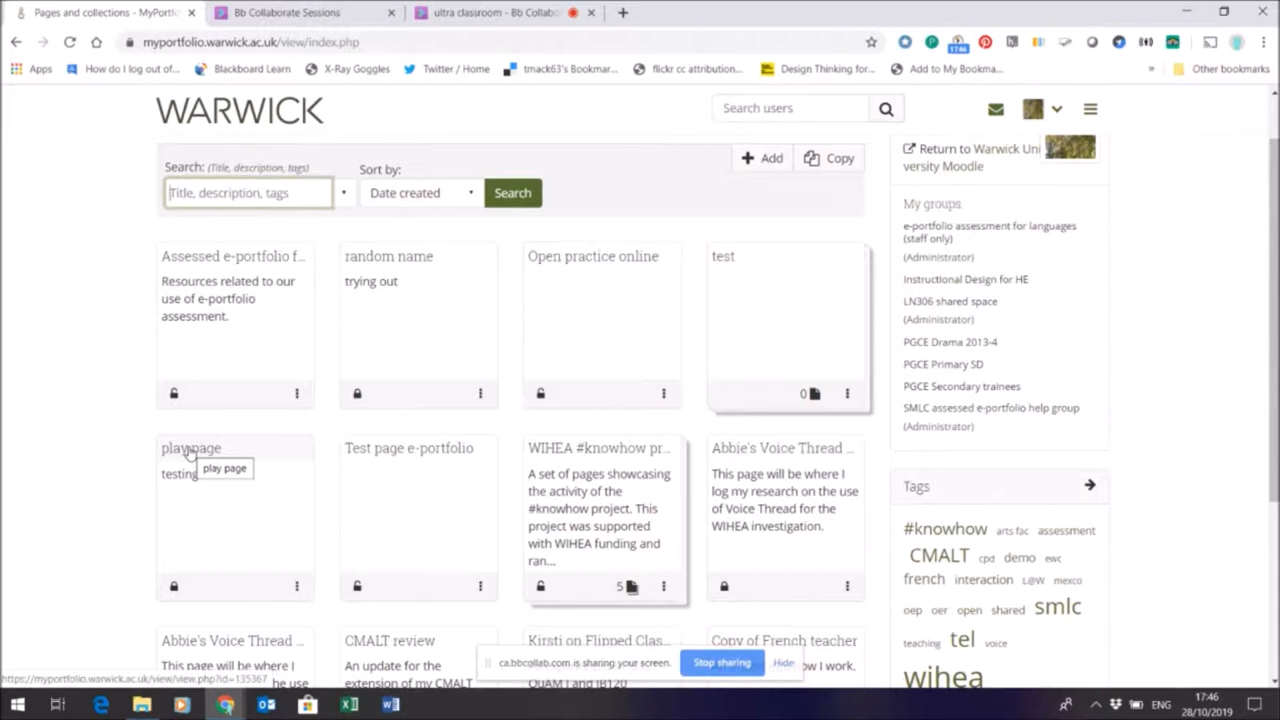 Pages and collections - MyPortf
Bb Collaborate Sessions
ultra classroom - Bb Collabo
myportfolio.warwick.ac.uk/view/index.php
1746
Apps
How do I log out of...
Blackboard Learn
X-Ray Goggles
Twitter / Home
tmack63's Bookmar...
flickr cc attribution...
Design Thinking for...
Add to My Bookma...
»
Other bookmarks
WARWICK
Search users
Search: (Title, description, tags)
Sort by:
Title, description, tags
Date created
Search
Add
Copy
Return to Warwick Uni
versity Moodle
My groups
e-portfolio assessment for languages
(staff only)
(Administrator)
Instructional Design for HE
LN306 shared space
(Administrator)
PGCE Drama 2013-4
PGCE Primary SD
PGCE Secondary trainees
SMLC assessed e-portfolio help group
(Administrator)
Assessed e-portfolio f...
Resources related to our
use of e-portfolio
assessment.
random name
trying out
Open practice online
test
0
play page
testing
play page
Test page e-portfolio
WIHEA #knowhow pr...
A set of pages showcasing
the activity of the
#knowhow project. This
project was supported
with WIHEA funding and
ran...
5
Abbie's Voice Thread ...
This page will be where I
log my research on the use
of Voice Thread for the
WIHEA investigation.
Tags
#knowhow arts fac assessment
CMALT cpd demo ewc
french interaction L@W mexco
oep oer open shared smlc
teaching tel voice
wihea
Abbie's Voice Thread ...
This page will be where I
he use
CMALT review
An update for the
extension of my CMALT
Kirsti on Flipped Clas...
QuAMT and IB120
Copy of French teacher
w I work.
ca.bbcollab.com is sharing your screen.
Stop sharing
Hide
https://myportfolio.warwick.ac.uk/view/view.php?id=135367
ENG
17:46
28/10/2019